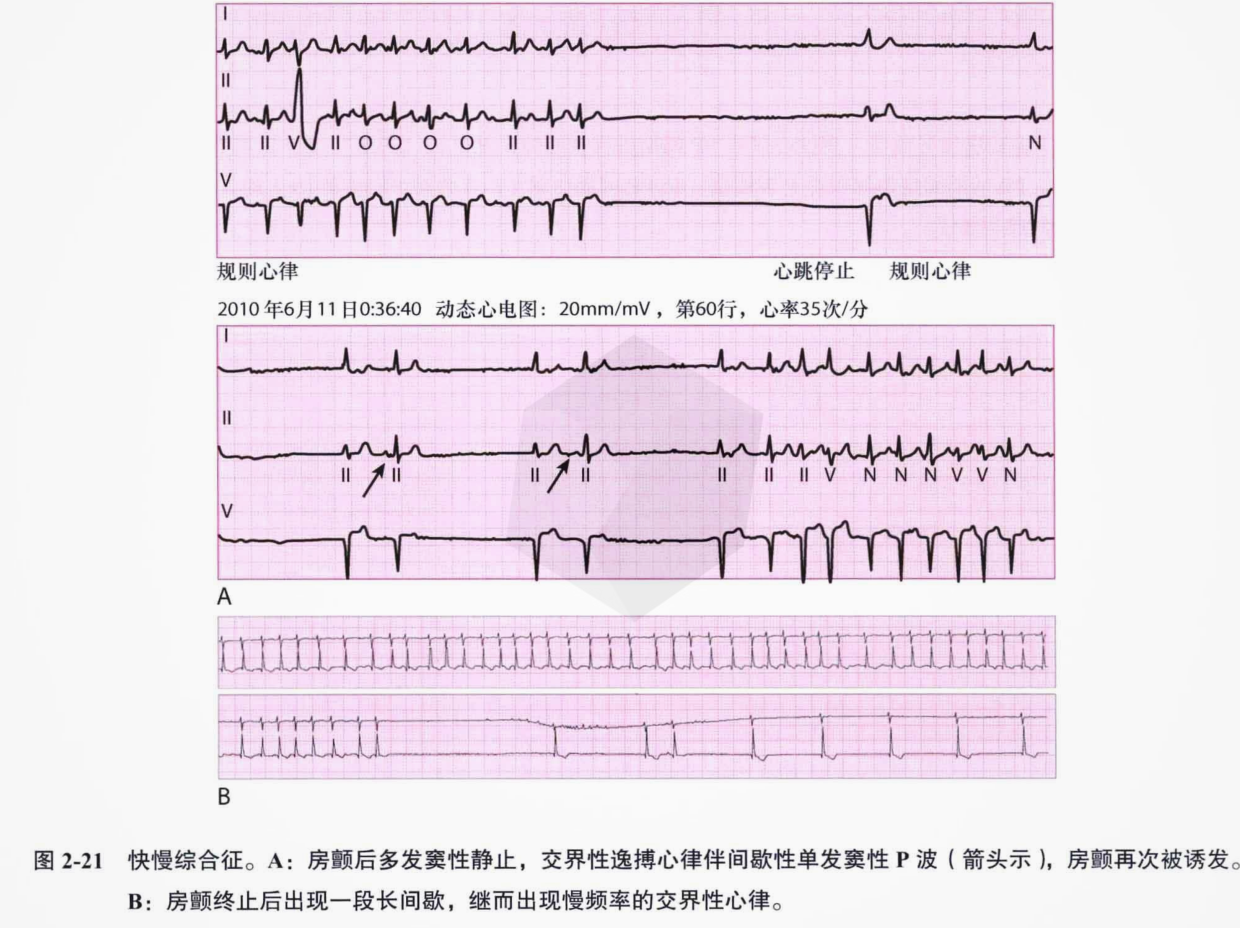 I
II
II II V II O O O O II II II N
V
规则心律 心跳停止 规则心律
2010 年6月11日0:36:40 动态心电图：20mm/mV，第60行，心率35次/分
I
II
II II II II II II II V N N N V V N
V
A
B
图 2-21 快慢综合征。A：房颤后多发窦性静止，交界性逸搏心律伴间歇性单发窦性 P 波（箭头示），房颤再次被诱发。
B：房颤终止后出现一段长间歇，继而出现慢频率的交界性心律。